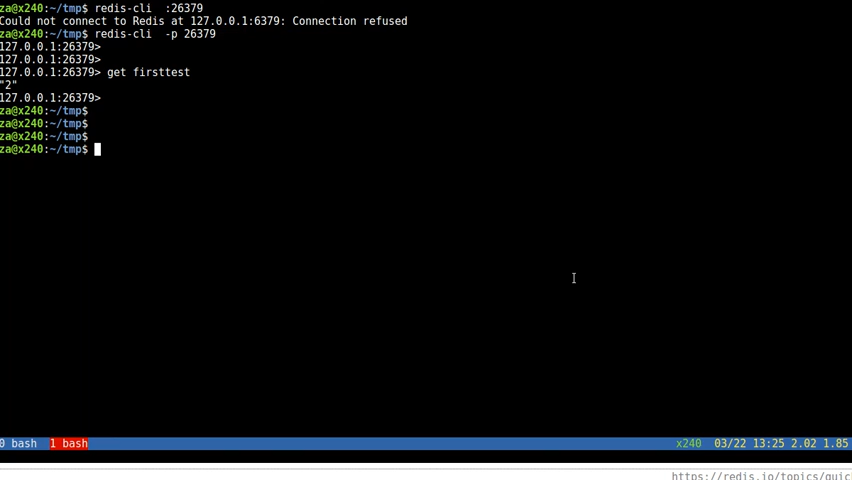 za@x240:~/tmp$ redis-cli  :26379
Could not connect to Redis at 127.0.0.1:6379: Connection refused
za@x240:~/tmp$ redis-cli  -p 26379
127.0.0.1:26379>
127.0.0.1:26379>
127.0.0.1:26379> get firsttest
"2"
127.0.0.1:26379>
za@x240:~/tmp$
za@x240:~/tmp$
za@x240:~/tmp$
za@x240:~/tmp$
0 bash  1 bash  x240  03/22 13:25 2.02 1.85
https://redis.io/topics/quic